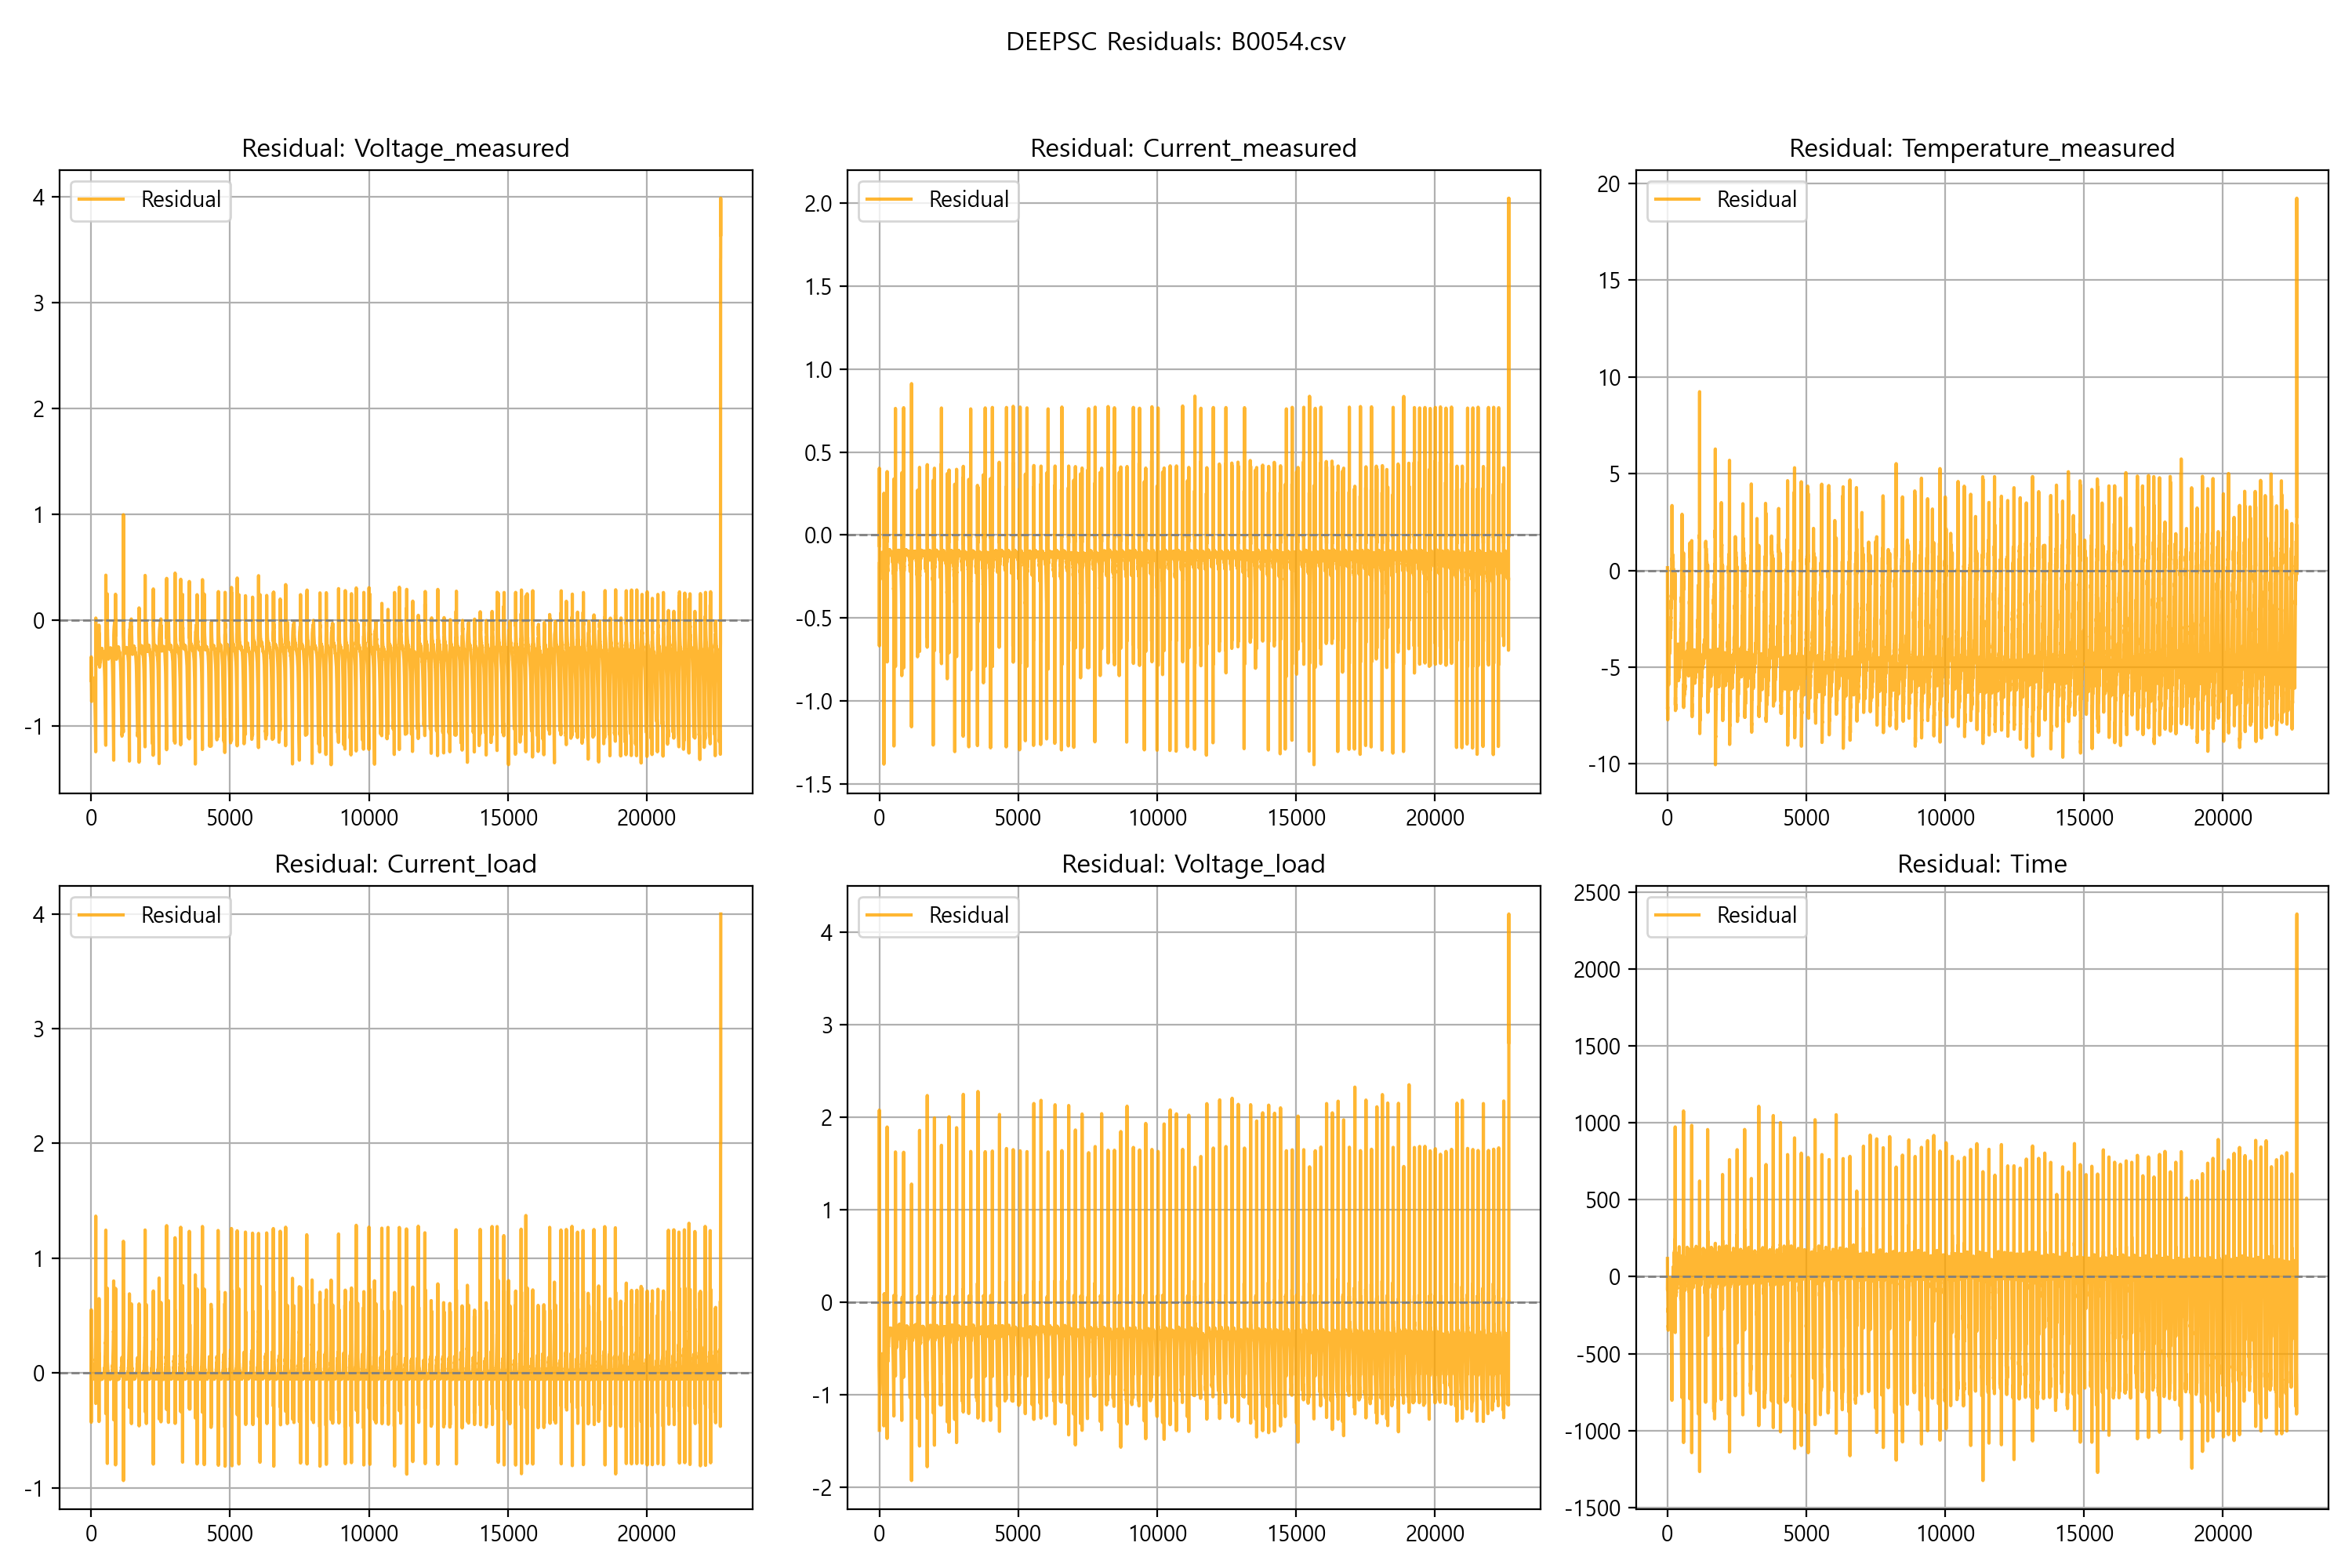 DEEPSC Residuals: B0054.csv
Residual: Voltage_measured
Residual
4
3
2
1
0
-1
0 5000 10000 15000 20000
Residual: Current_measured
Residual
2.0
1.5
1.0
0.5
0.0
-0.5
-1.0
-1.5
0 5000 10000 15000 20000
Residual: Temperature_measured
Residual
20
15
10
5
0
-5
-10
0 5000 10000 15000 20000
Residual: Current_load
Residual
4
3
2
1
0
-1
0 5000 10000 15000 20000
Residual: Voltage_load
Residual
4
3
2
1
0
-1
-2
0 5000 10000 15000 20000
Residual: Time
Residual
2500
2000
1500
1000
500
0
-500
-1000
-1500
0 5000 10000 15000 20000